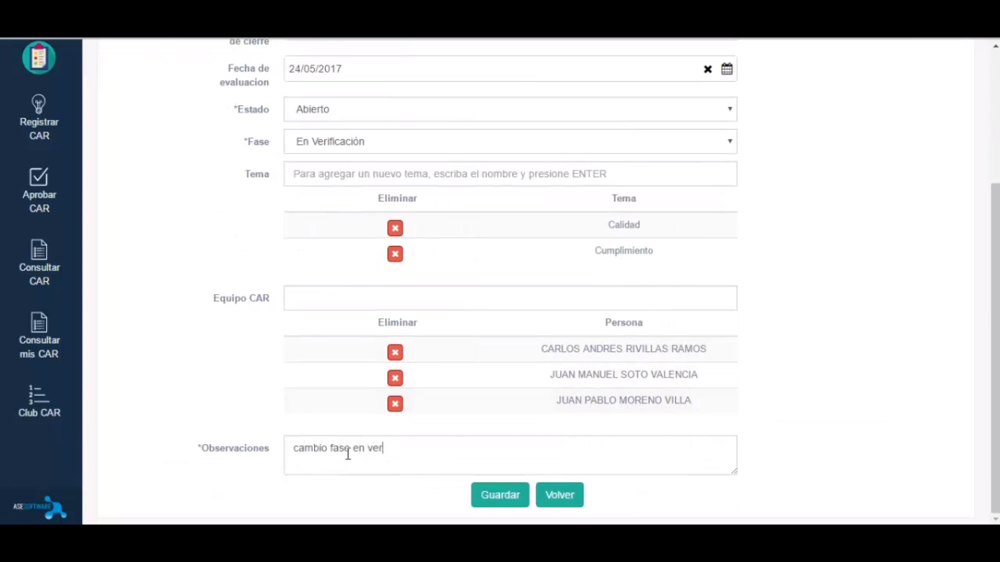 de cierre
Fecha de
evaluacion
24/05/2017
*Estado
Abierto
*Fase
En Verificación
Tema
Para agregar un nuevo tema, escriba el nombre y presione ENTER
Eliminar
Tema
Calidad
Cumplimiento
Equipo CAR
Eliminar
Persona
CARLOS ANDRES RIVILLAS RAMOS
JUAN MANUEL SOTO VALENCIA
JUAN PABLO MORENO VILLA
*Observaciones
cambio fase en ver
Guardar
Volver
Registrar
CAR
Aprobar
CAR
Consultar
CAR
Consultar
mis CAR
1
2
3
Club CAR
ASESOFTWARE